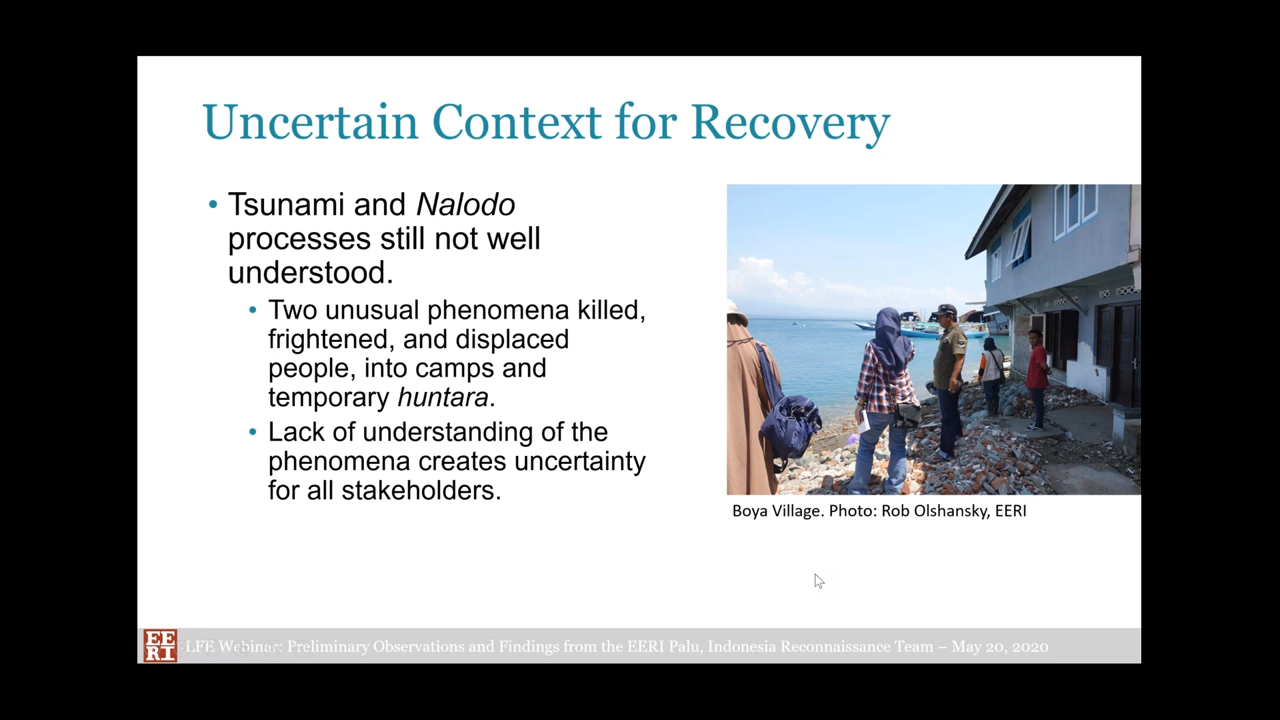 Uncertain Context for Recovery
• Tsunami and Nalodo
processes still not well
understood.
• Two unusual phenomena killed,
frightened, and displaced
people, into camps and
temporary huntara.
• Lack of understanding of the
phenomena creates uncertainty
for all stakeholders.
Boya Village. Photo: Rob Olshansky, EERI
EE
RI
LFE Webinar: Preliminary Observations and Findings from the EERI Palu, Indonesia Reconnaissance Team – May 20, 2020